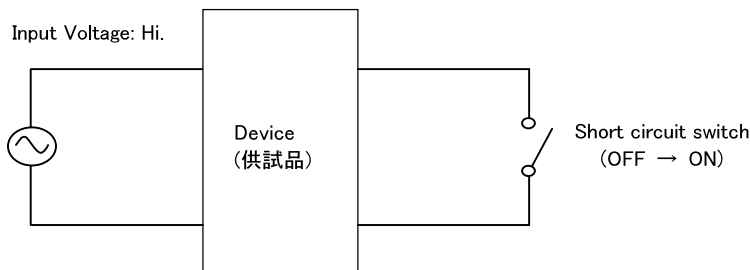 Input Voltage: Hi.
Device
(供試品)
Short circuit switch
(OFF → ON)